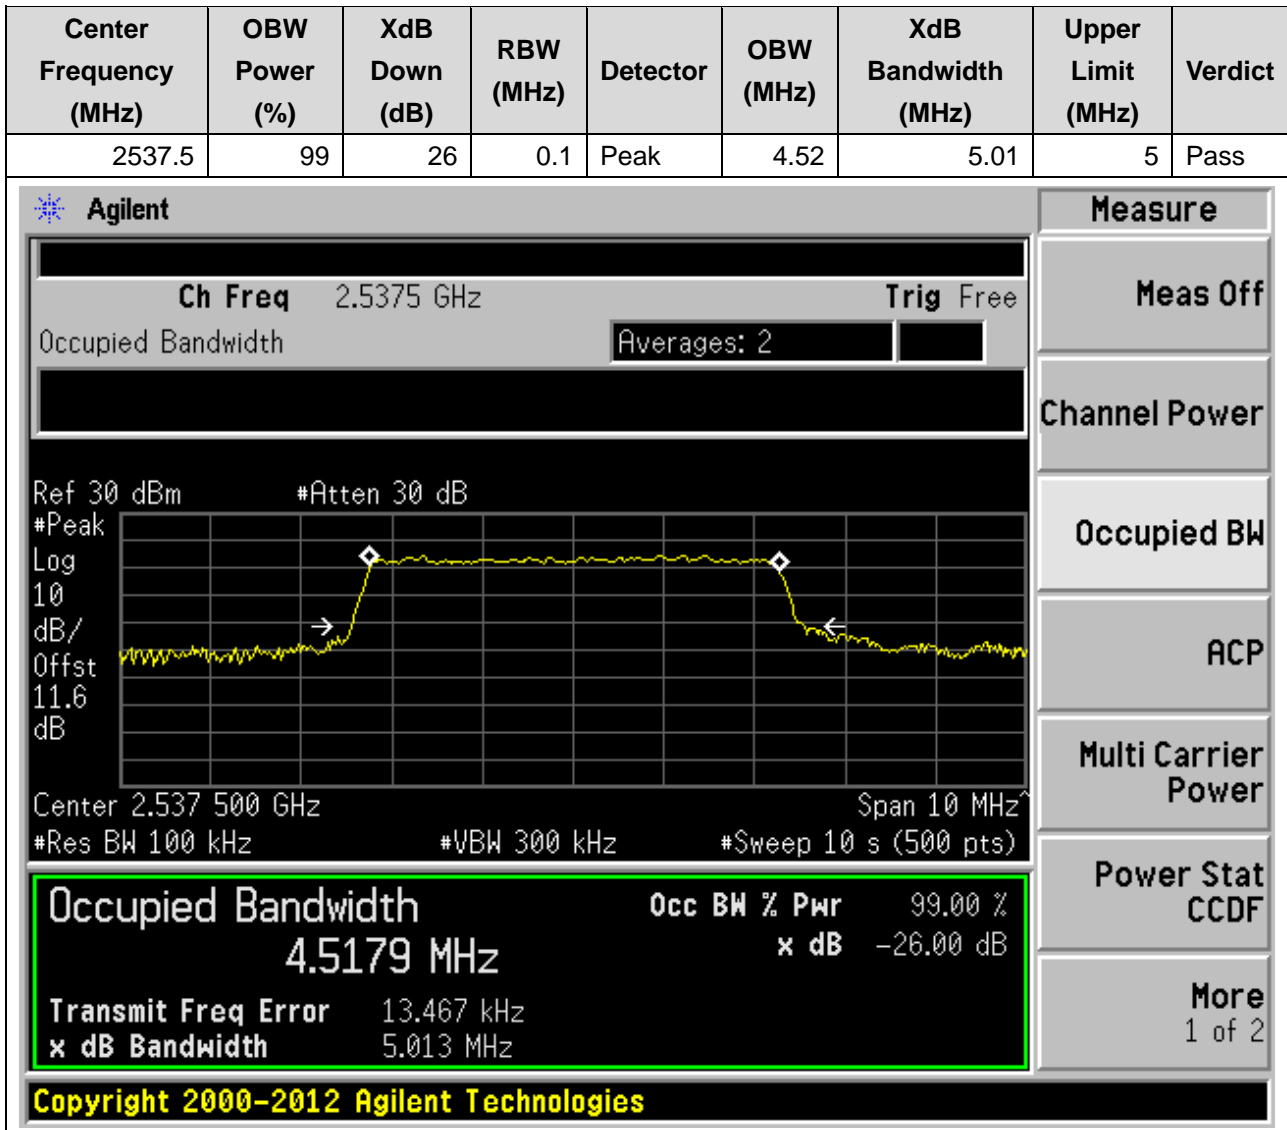 Center Frequency (MHz) OBW Power (%) XdB Down (dB) RBW (MHz) Detector OBW (MHz) XdB Bandwidth (MHz) Upper Limit (MHz) Verdict
2537.5 99 26 0.1 Peak 4.52 5.01 5 Pass
Agilent
Measure
Ch Freq 2.5375 GHz Trig Free
Meas Off
Occupied Bandwidth Averages: 2
Channel Power
Ref 30 dBm #Atten 30 dB
#Peak
Log
10
dB/
Offst
11.6
dB
Occupied BW
ACP
Multi Carrier
Power
Center 2.537 500 GHz Span 10 MHz^
#Res BW 100 kHz #VBW 300 kHz #Sweep 10 s (500 pts)
Power Stat
CCDF
Occupied Bandwidth Occ BW % Pwr 99.00 %
4.5179 MHz x dB -26.00 dB
Transmit Freq Error 13.467 kHz
x dB Bandwidth 5.013 MHz
More
1 of 2
Copyright 2000-2012 Agilent Technologies